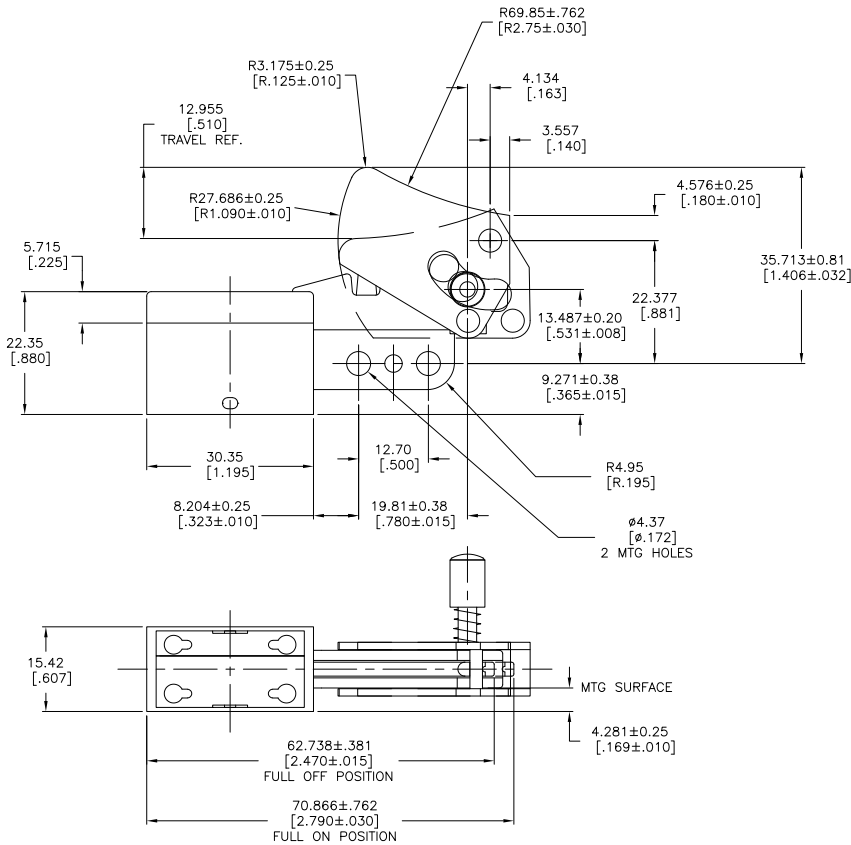 R69.85±.762
[R2.75±.030]
R3.175±0.25
[R.125±.010]
4.134
[.163]
12.955
[.510]
TRAVEL REF.
3.557
[.140]
R27.686±0.25
[R1.090±.010]
4.576±0.25
[.180±.010]
5.715
[.225]
35.713±0.81
[1.406±.032]
22.377
[.881]
13.487±0.20
[.531±.008]
22.35
[.880]
9.271±0.38
[.365±.015]
30.35
[1.195]
12.70
[.500]
R4.95
[R.195]
8.204±0.25
[.323±.010]
19.81±0.38
[.780±.015]
ø4.37
[ø.172]
2 MTG HOLES
15.42
[.607]
MTG SURFACE
4.281±0.25
[.169±.010]
62.738±.381
[2.470±.015]
FULL OFF POSITION
70.866±.762
[2.790±.030]
FULL ON POSITION